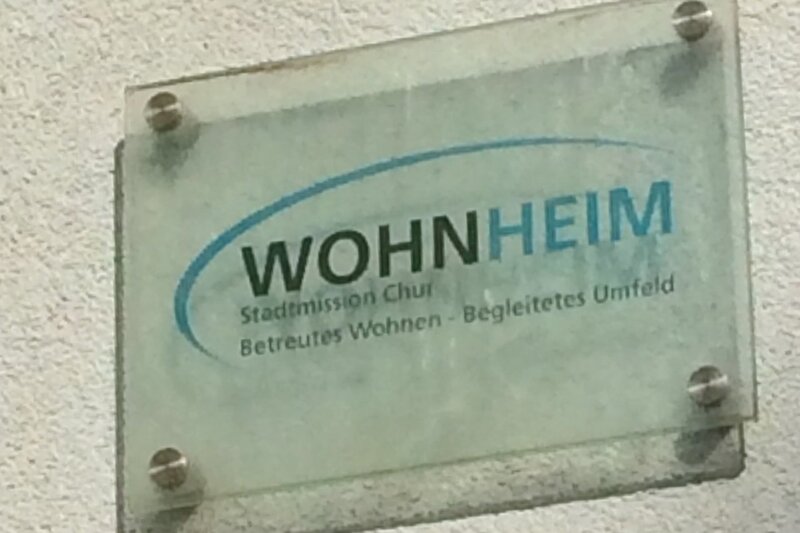 WOHNHEIM
Stadtmission Chur
Betreutes Wohnen - Begleitetes Umfeld